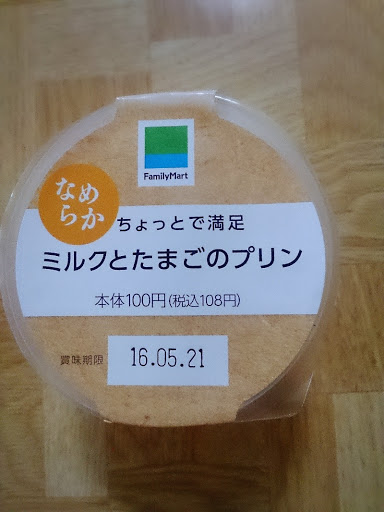 FamilyMart
なめ
らか
ちょっとで満足
ミルクとたまごのプリン
本体100円(税込108円)
賞味期限 16.05.21